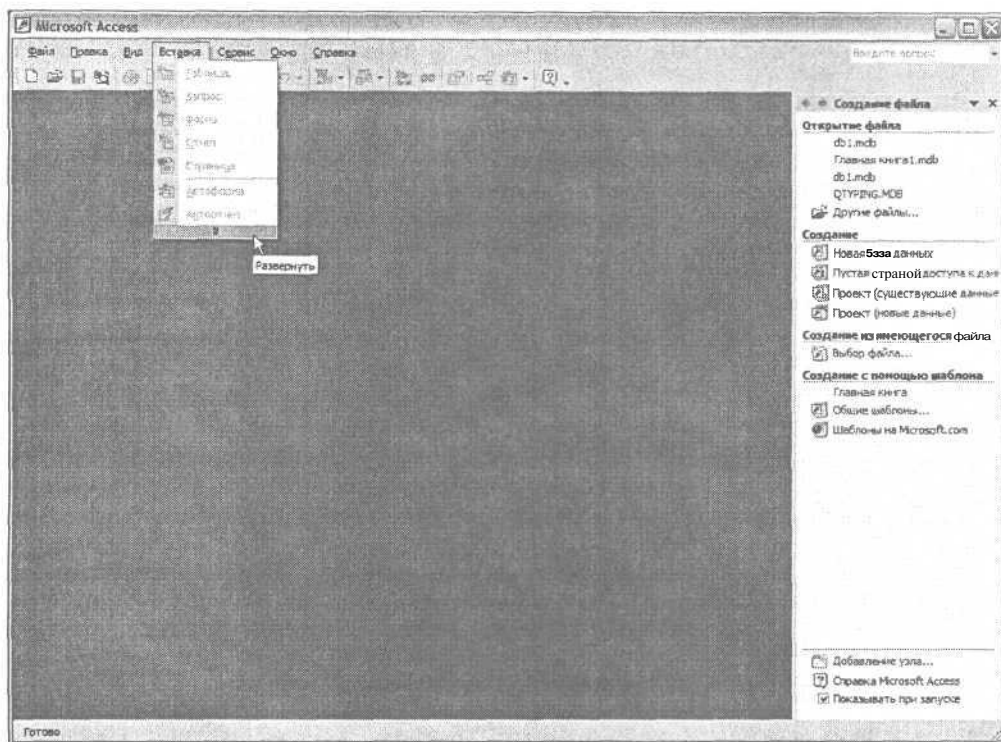 Microsoft Access
Файл Правка Вид Вставка Сервис Окно Справка
Введите вопрос
Таблица
Запрос
Форма
Отчет
Страница
Автоформа
Автоотчет
Развернуть
Создание файла
Открытие файла
db1.mdb
Главная книга1.mdb
db1.mdb
QTYPING.MDB
Другие файлы...
Создание
Новая 5зза данных
Пустая страной доступа к дан
Проект (существующие данные
Проект (новые данные)
Создание из имеющегося файла
Выбор файла...
Создание с помощью шаблона
Главная книга
Общие шаблоны...
Шаблоны на Microsoft.com
Добавление узла...
Справка Microsoft Access
Показывать при запуске
Готово